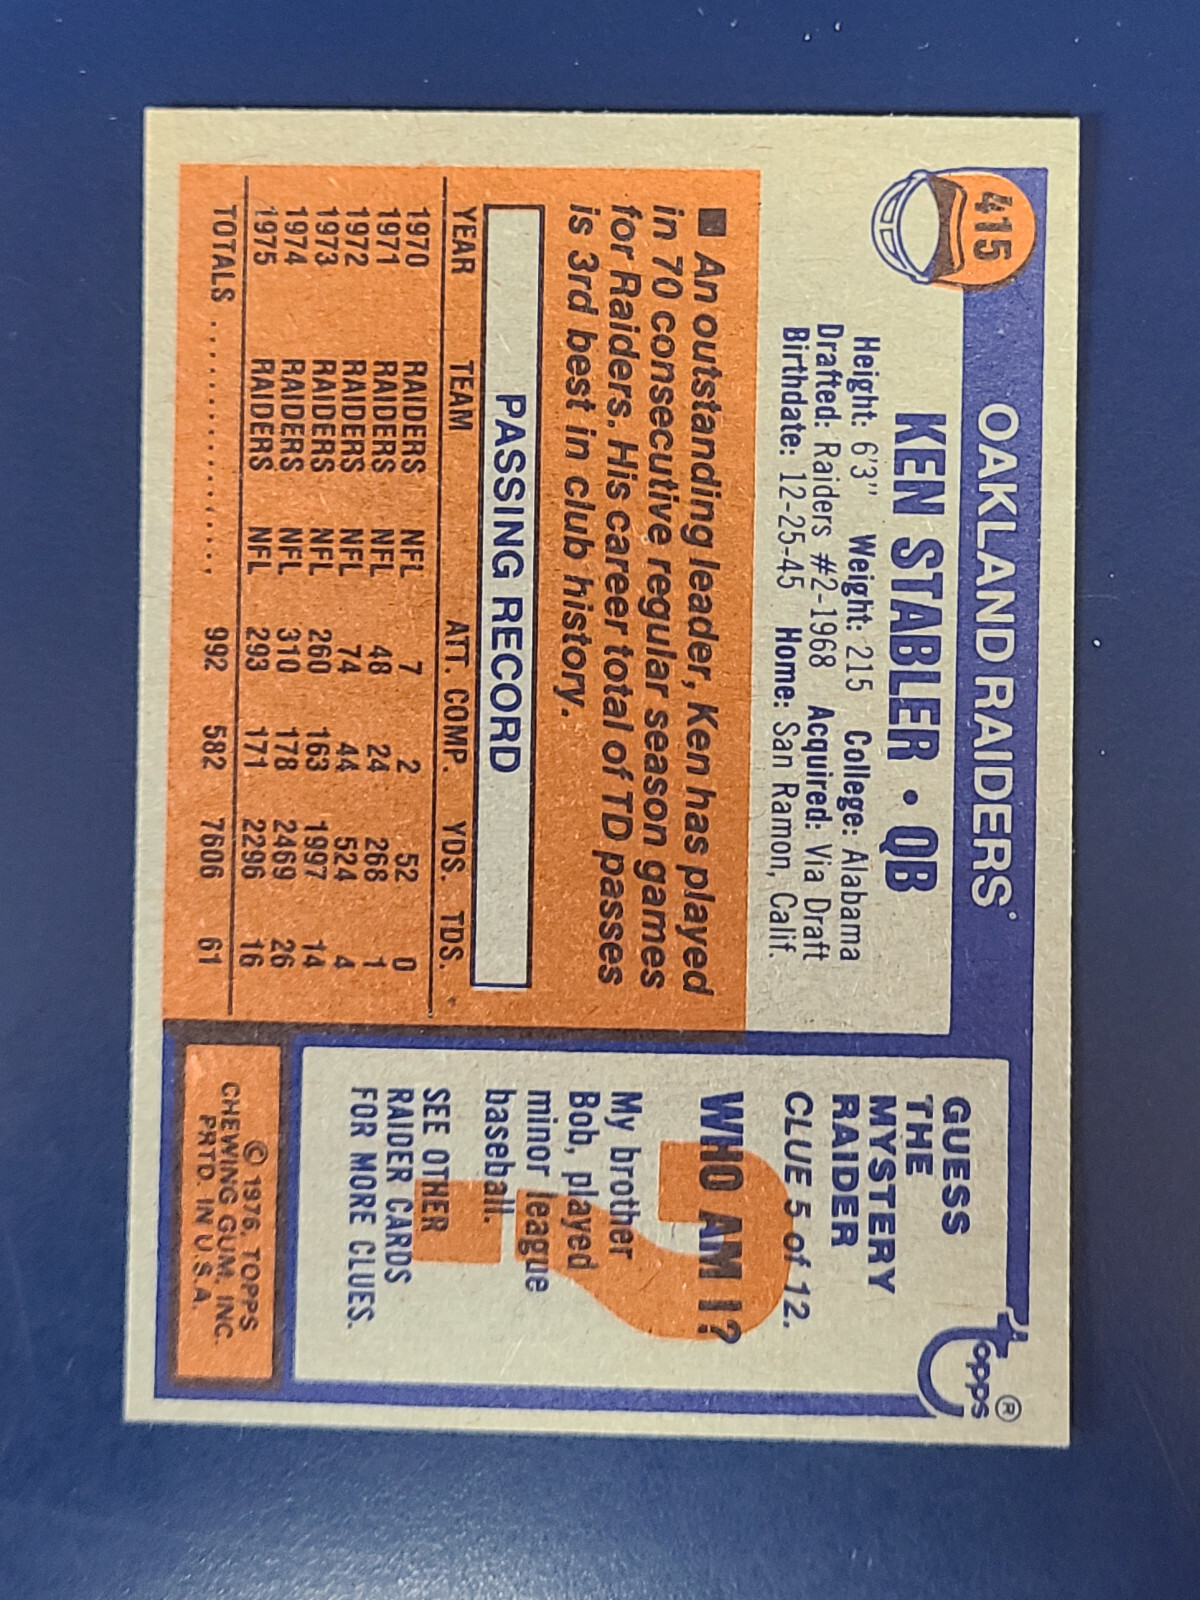 415
OAKLAND RAIDERS
KEN STABLER • QB
Height: 6'3" Weight: 215 College: Alabama
Drafted: Raiders #2-1968 Acquired: Via Draft
Birthdate: 12-25-45 Home: San Ramon, Calif.
■ An outstanding leader, Ken has played
in 70 consecutive regular season games
for Raiders. His career total of TD passes
is 3rd best in club history.
PASSING RECORD
YEAR TEAM ATT. COMP. YDS. TDS.
1970 RAIDERS NFL 7 2 52 0
1971 RAIDERS NFL 48 24 268 1
1972 RAIDERS NFL 74 44 524 4
1973 RAIDERS NFL 260 163 1997 14
1974 RAIDERS NFL 310 178 2469 26
1975 RAIDERS NFL 293 171 2296 16
TOTALS .................. 992 582 7606 61
topps ®
GUESS
THE
MYSTERY
RAIDER
CLUE 5 of 12.
WHO AM I?
?
My brother
Bob, played
minor league
baseball.
SEE OTHER
RAIDER CARDS
FOR MORE CLUES.
© 1976, TOPPS
CHEWING GUM, INC.
PRTD. IN U.S.A.